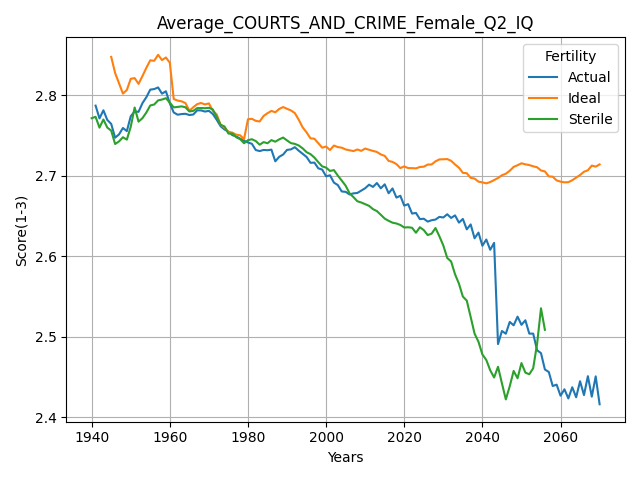 Average_COURTS_AND_CRIME_Female_Q2_IQ
Fertility
Actual
Ideal
Sterile
Score(1-3)
2.8
2.7
2.6
2.5
2.4
1940 1960 1980 2000 2020 2040 2060
Years